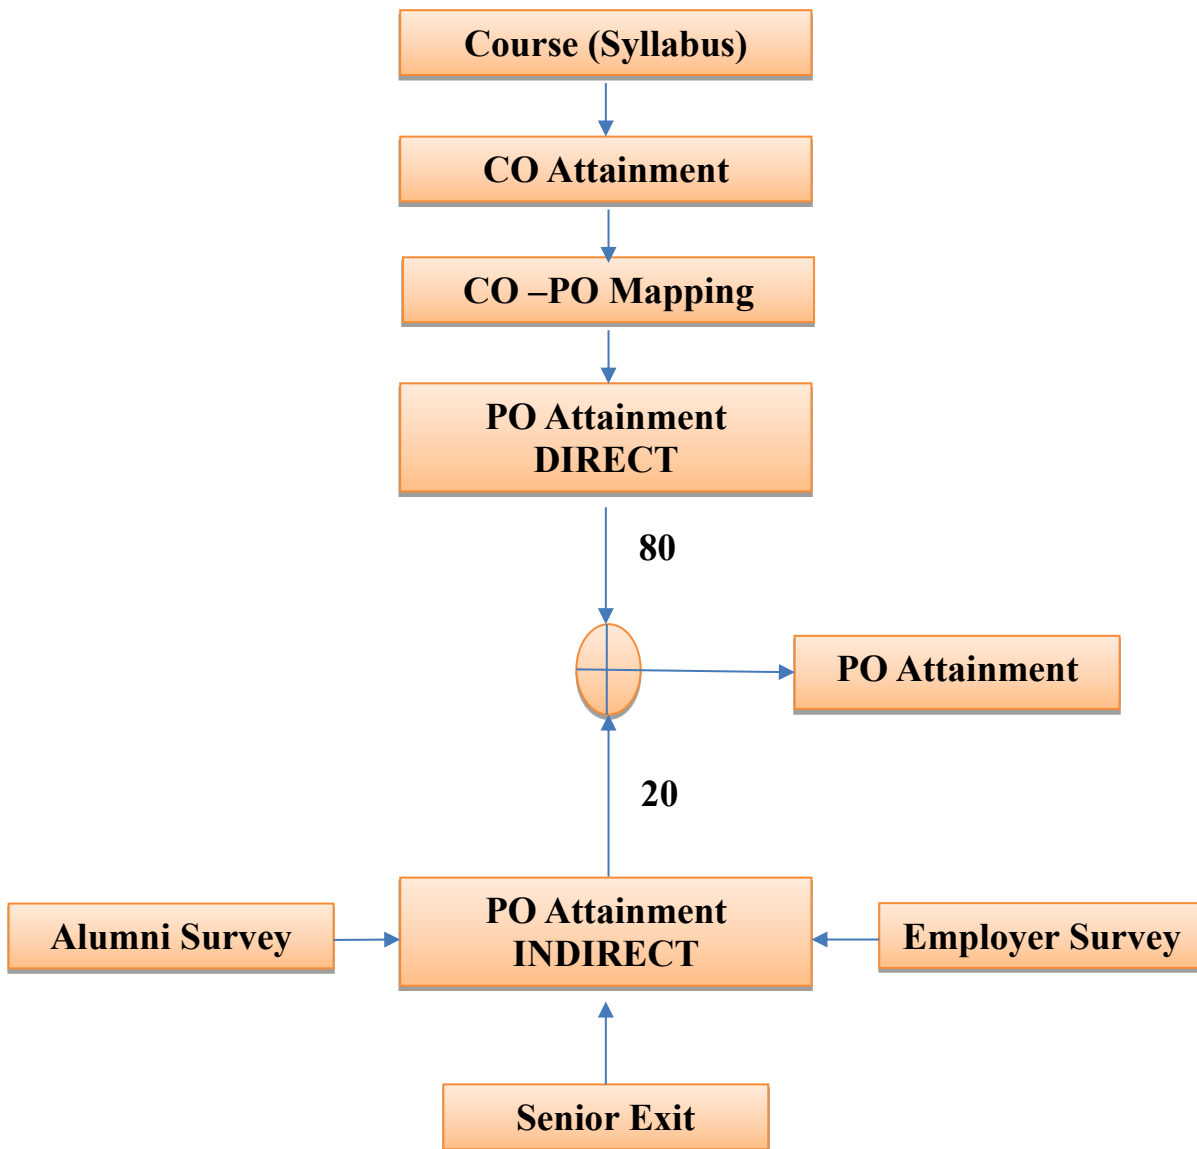 Course (Syllabus)
CO Attainment
CO –PO Mapping
PO Attainment
DIRECT
80
PO Attainment
20
PO Attainment
INDIRECT
Alumni Survey
Employer Survey
Senior Exit